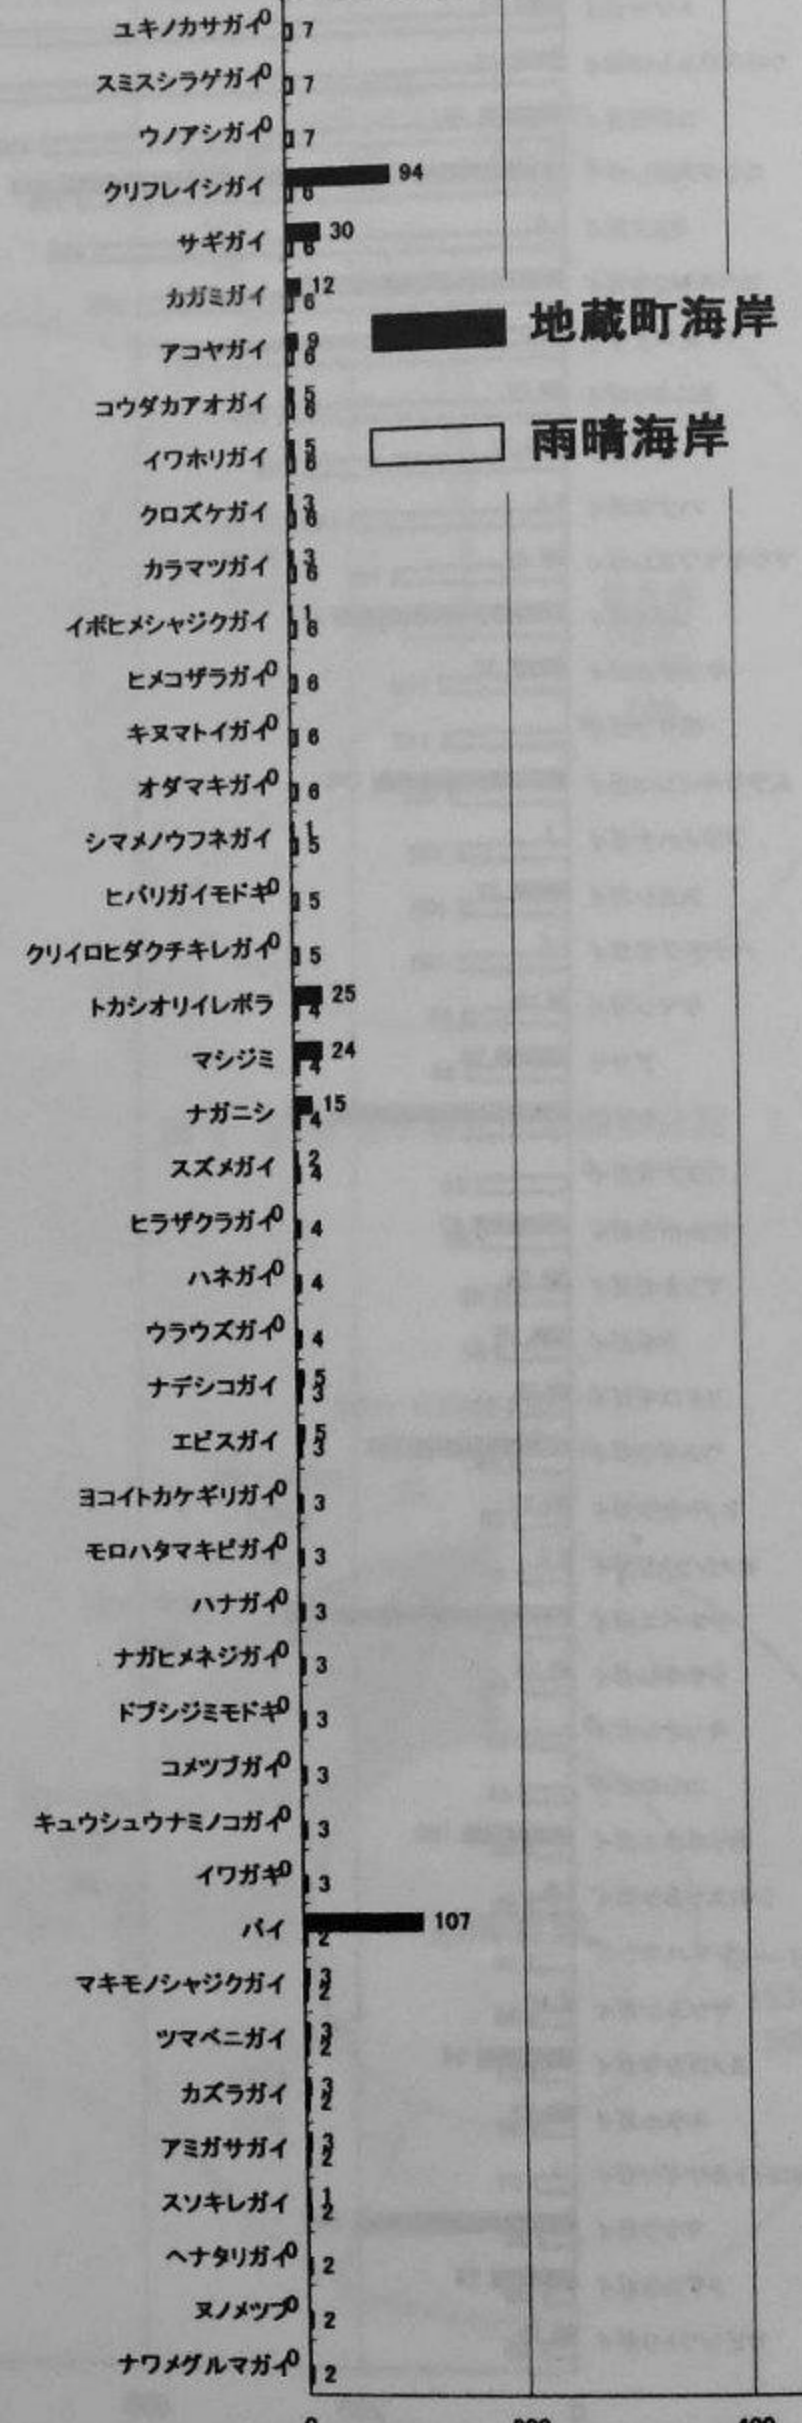 ユキノカサガイ 0 7
スミスシラゲガイ 0 7
ウノアシガイ 0 7
クリフレイシガイ 94 6
サギガイ 30 6
カガミガイ 12 6
アコヤガイ 9 6
コウダカアオガイ 5 6
イワホリガイ 5 6
クロズケガイ 3 6
カラマツガイ 3 6
イボヒメシャジクガイ 1 6
ヒメコザラガイ 0 6
キヌマトイガイ 0 6
オダマキガイ 0 6
シマメノウフネガイ 1 5
ヒバリガイモドキ 0 5
クリイロヒダクチキレガイ 0 5
トカシオリイレボラ 25 4
マシジミ 24 4
ナガニシ 15 4
スズメガイ 2 4
ヒラザクラガイ 0 4
ハネガイ 0 4
ウラウズガイ 0 4
ナデシコガイ 5 3
エビスガイ 5 3
ヨコイトカケギリガイ 0 3
モロハタマキビガイ 0 3
ハナガイ 0 3
ナガヒメネジガイ 0 3
ドブシジミモドキ 0 3
コメツブガイ 0 3
キュウシュウナミノコガイ 0 3
イワガキ 0 3
バイ 107 2
マキモノシャジクガイ 3 2
ツマベニガイ 3 2
カズラガイ 3 2
アミガサガイ 3 2
スソキレガイ 1 2
ヘナタリガイ 0 2
ヌノメツブ 0 2
ナワメグルマガイ 0 2
地蔵町海岸
雨晴海岸